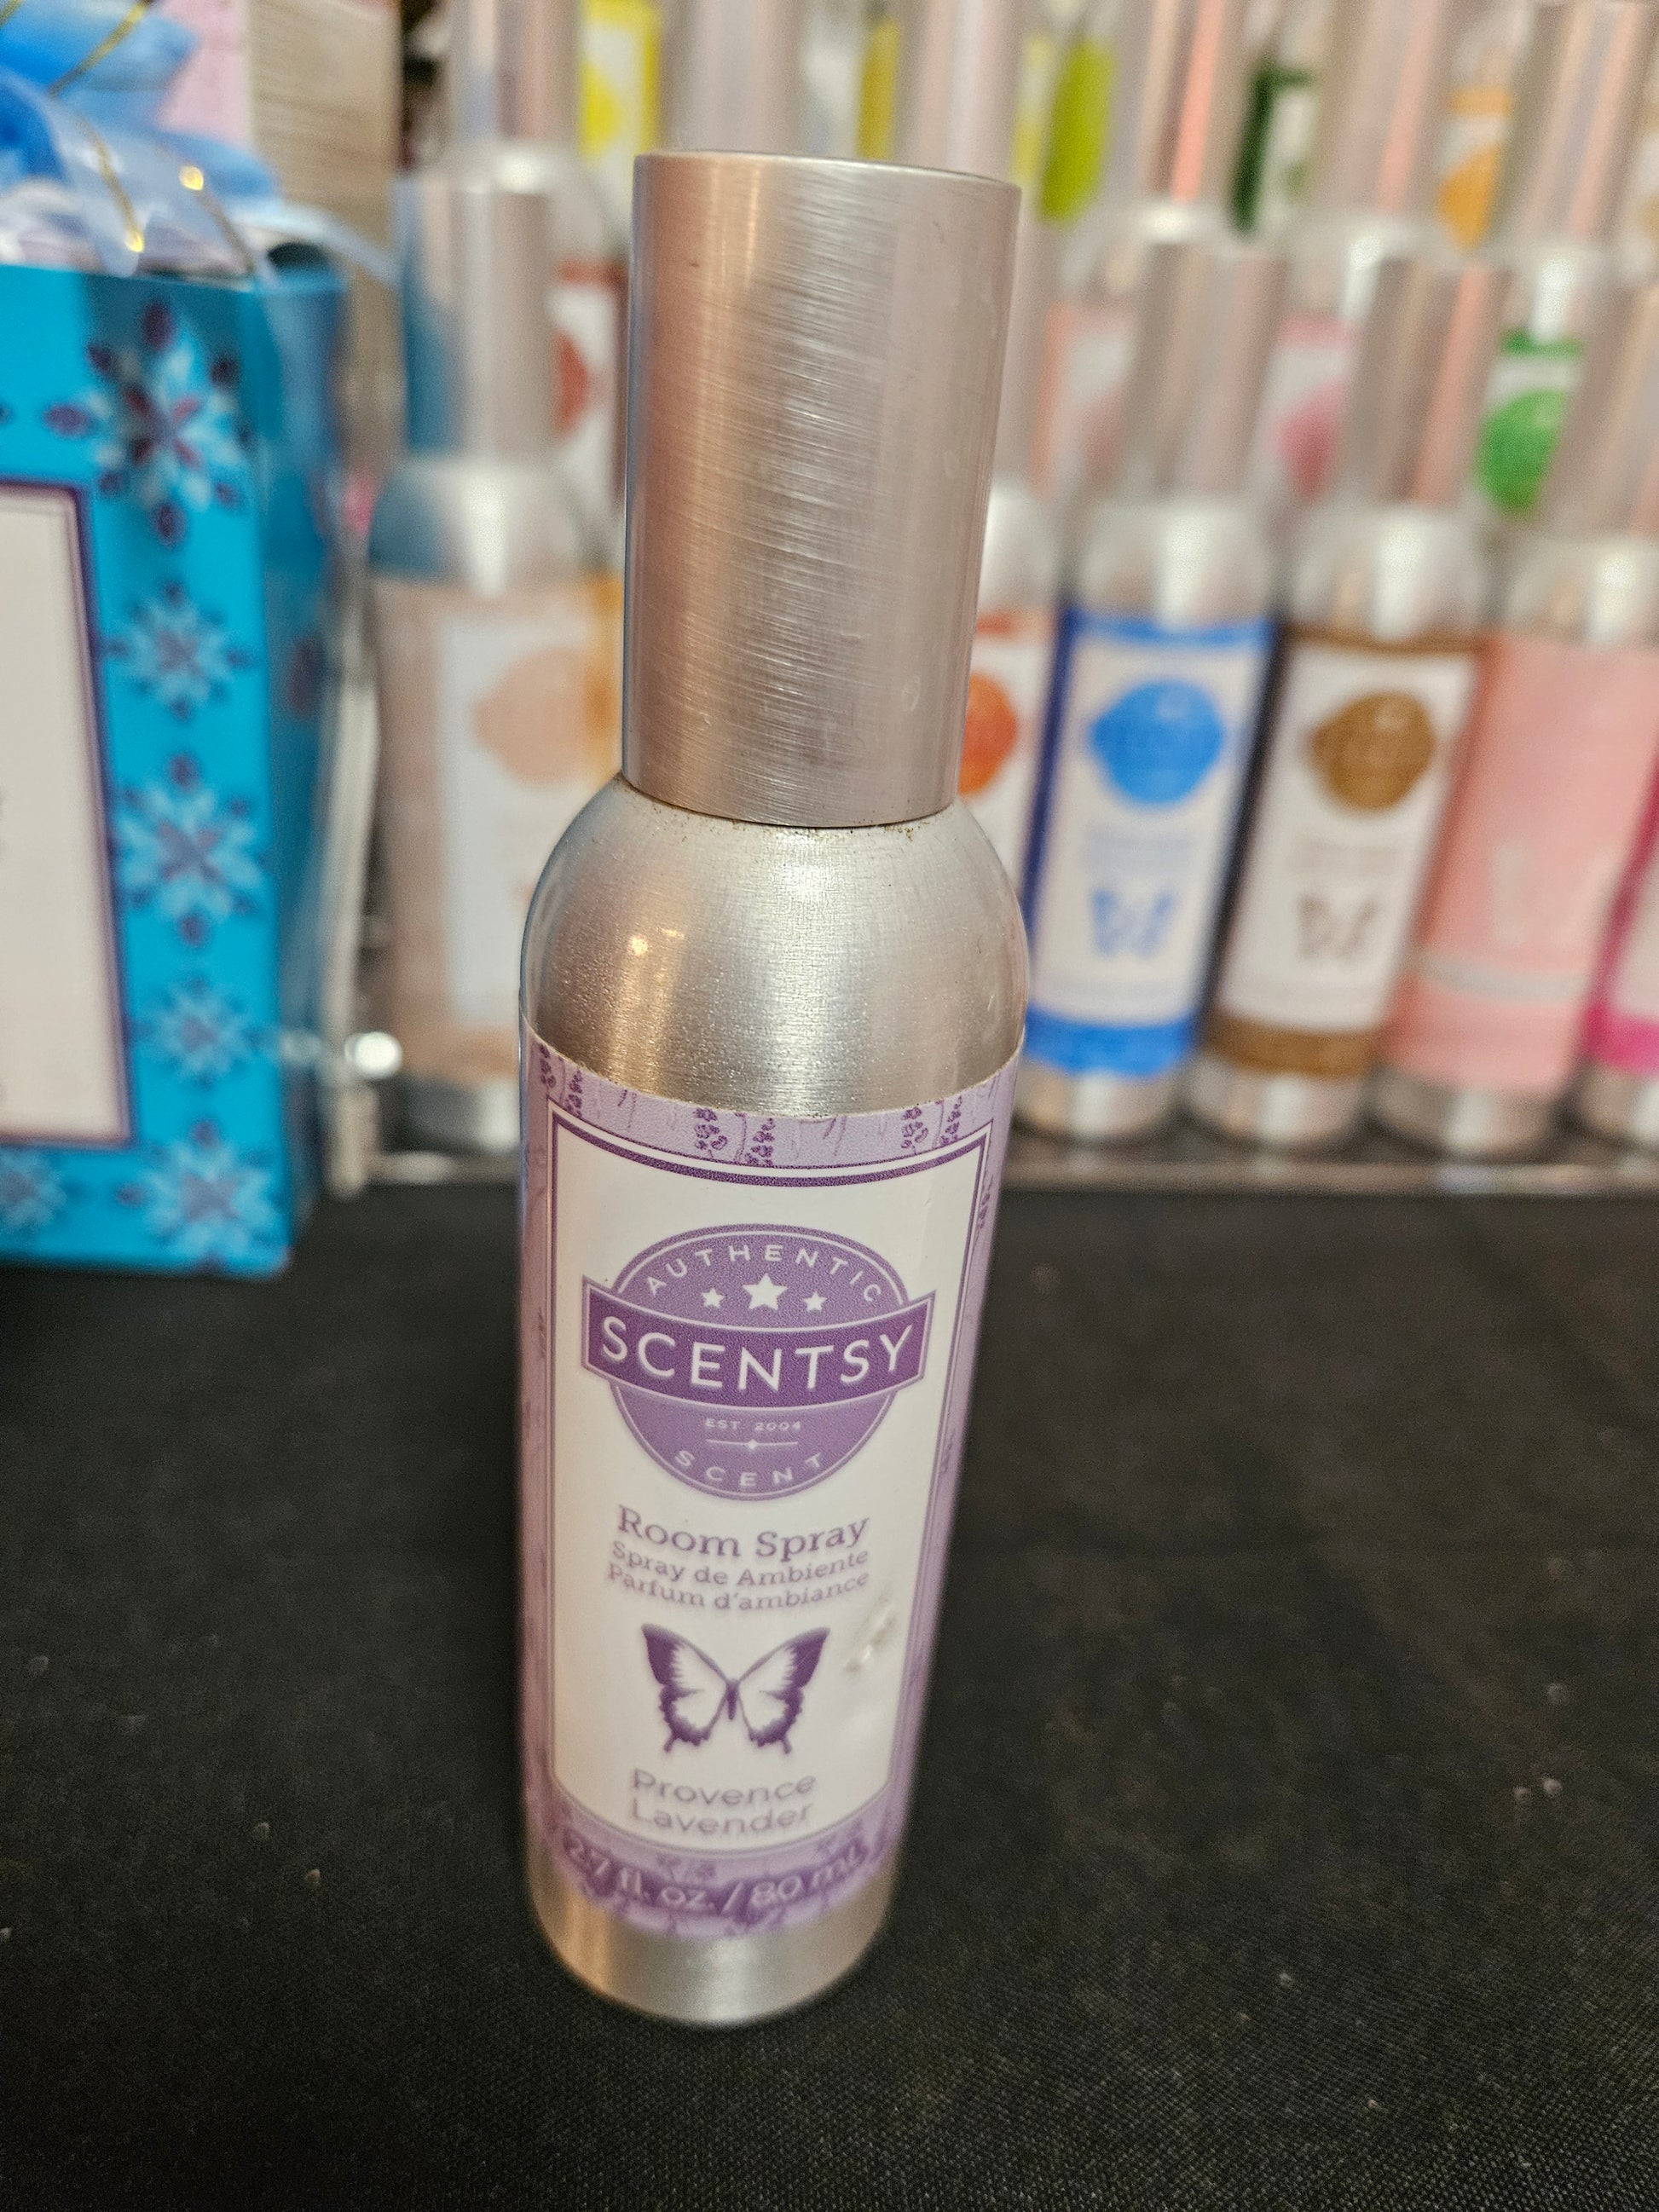 AUTHENTIC
SCENTSY
EST. 2004
SCENT
Room Spray
Spray de Ambiente
Parfum d'ambiance
Provence
Lavender
2.7 fl. oz. / 80 mL